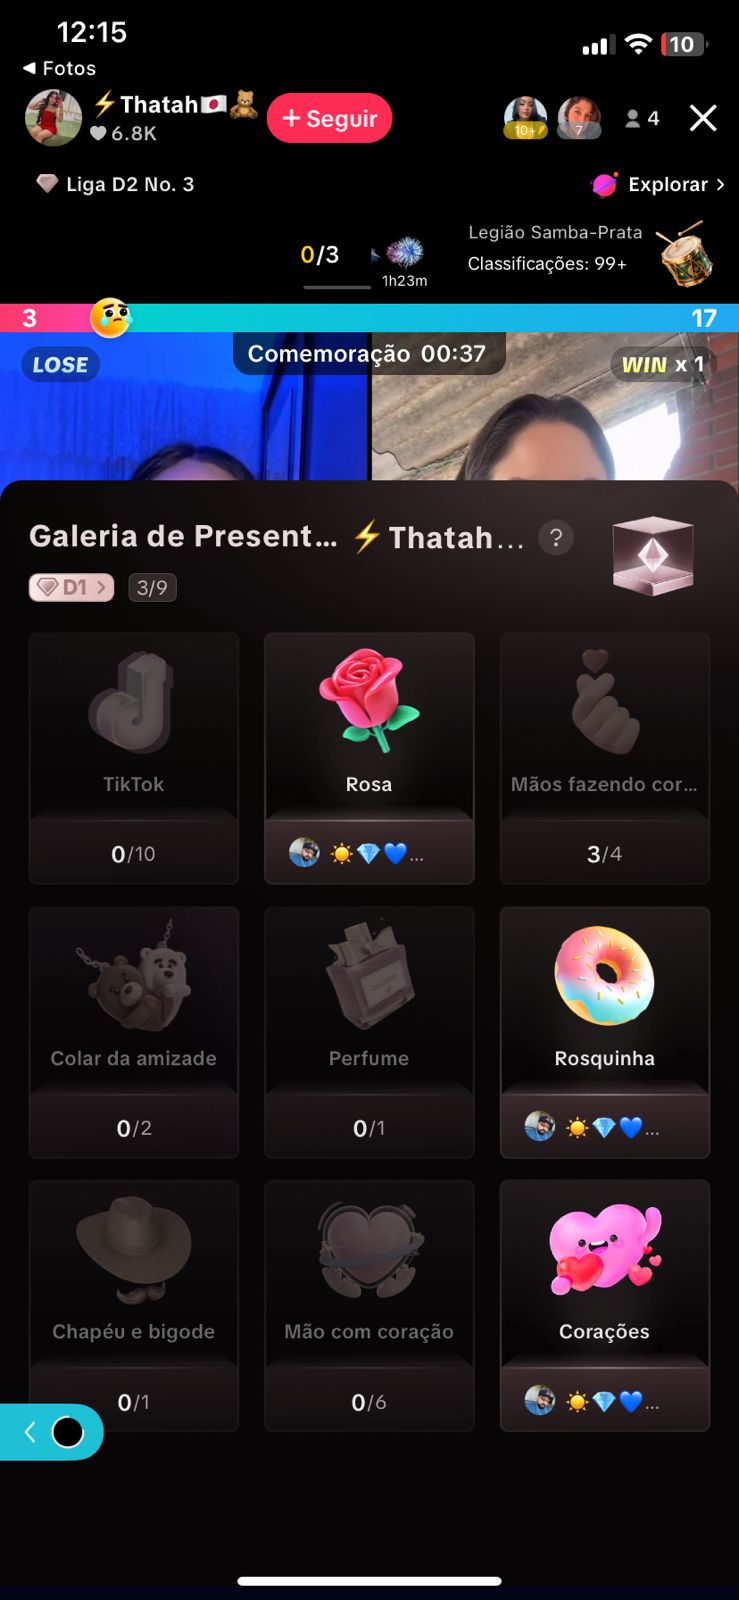 12:15
10
◀ Fotos
⚡Thatah🇯🇵🧸
6.8K
+ Seguir
10+
7
4
Liga D2 No. 3
Explorar >
0/3
1h23m
Legião Samba-Prata
Classificações: 99+
3
17
LOSE
Comemoração 00:37
WIN x 1
Galeria de Present... ⚡Thatah... ?
D1 >
3/9
TikTok
Rosa
Mãos fazendo cor...
0/10
☀️💎💙...
3/4
COLOGNE
Colar da amizade
Perfume
Rosquinha
0/2
0/1
☀️💎💙...
Chapéu e bigode
Mão com coração
Corações
0/1
0/6
☀️💎💙...